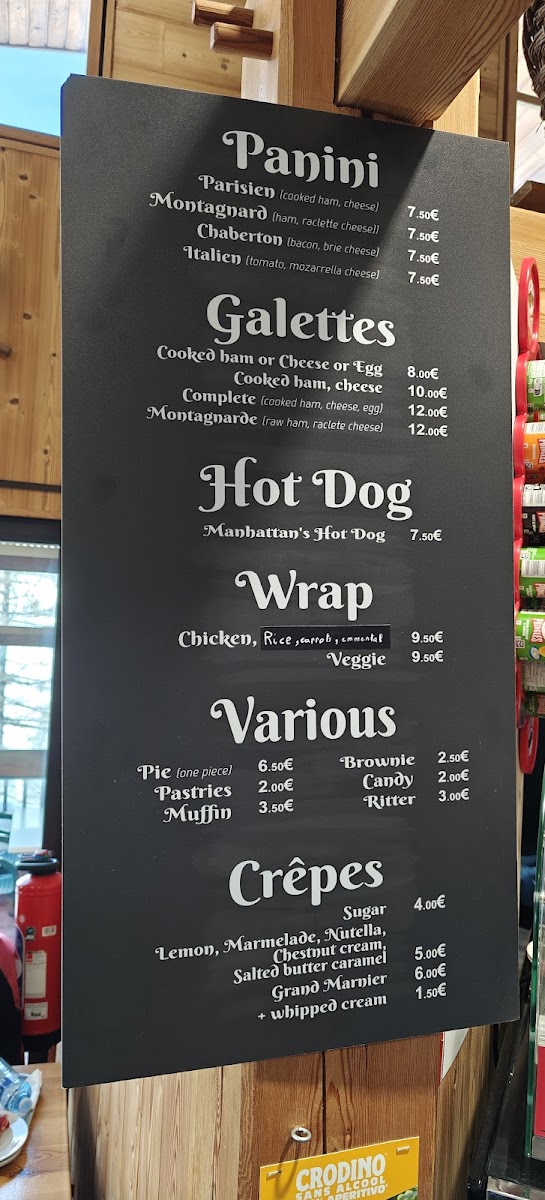 Panini
Parisien (cooked ham, cheese) 7.50€
Montagnard (ham, raclette cheese)) 7.50€
Chaberton (bacon, brie cheese) 7.50€
Italien (tomato, mozarrella cheese) 7.50€
Galettes
Cooked ham or Cheese or Egg 8.00€
Cooked ham, cheese 10.00€
Complete (cooked ham, cheese, egg) 12.00€
Montagnarde (raw ham, raclete cheese) 12.00€
Hot Dog
Manhattan's Hot Dog 7.50€
Wrap
Chicken, Rice, carrots, emmental 9.50€
Veggie 9.50€
Various
Pie (one piece) 6.50€ Brownie 2.50€
Pastries 2.00€ Candy 2.00€
Muffin 3.50€ Ritter 3.00€
Crêpes
Sugar 4.00€
Lemon, Marmelade, Nutella,
Chestnut cream,
Salted butter caramel 5.00€
Grand Marnier 6.00€
+ whipped cream 1.50€
CRODINO
SANS ALCOOL
APERITIVO